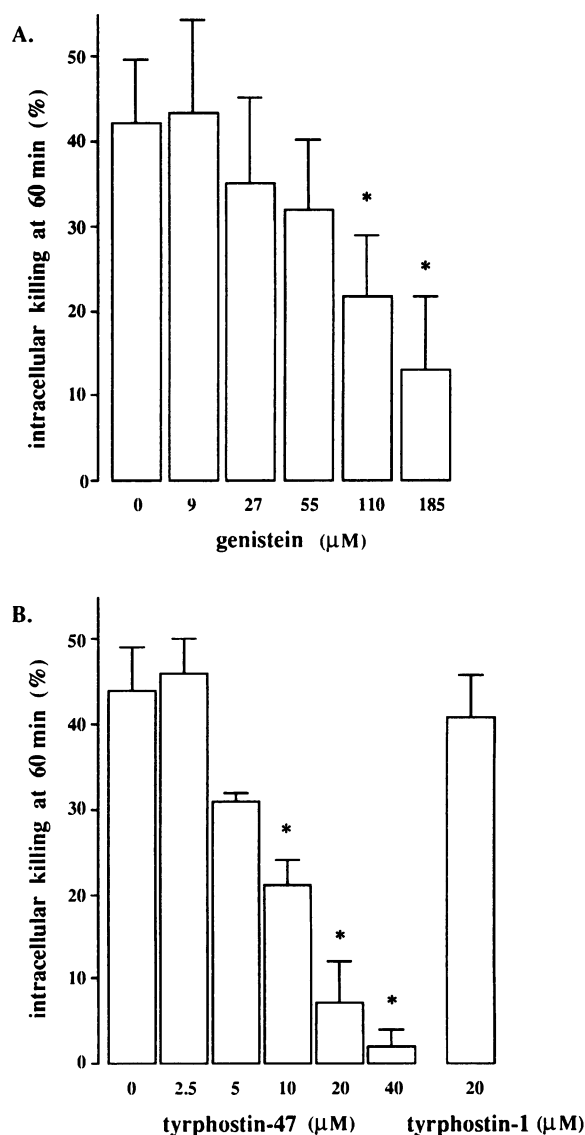 A.
intracellular killing at 60 min (%)
50
40
30
20
10
0
* *
0 9 27 55 110 185
genistein (µM)
B.
intracellular killing at 60 min (%)
50
40
30
20
10
0
* * *
0 2.5 5 10 20 40 20
tyrphostin-47 (µM) tyrphostin-1 (µM)